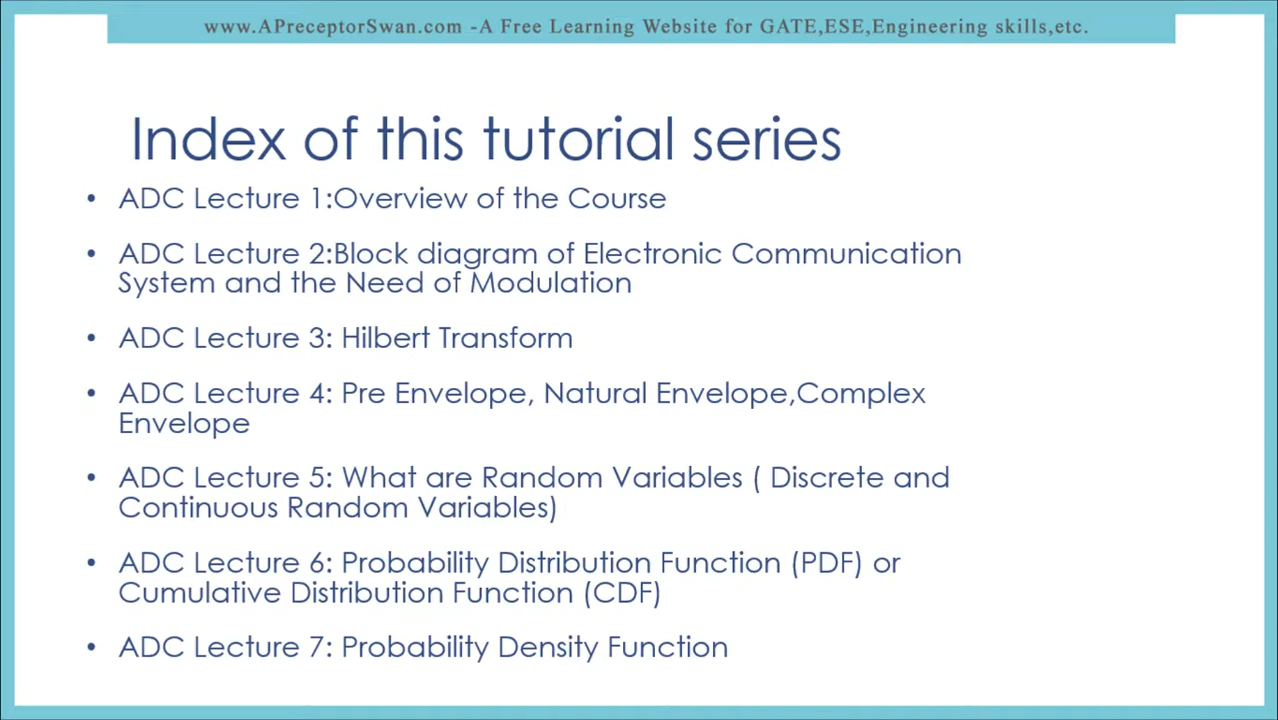 www.APreceptorSwan.com -A Free Learning Website for GATE,ESE,Engineering skills,etc.
Index of this tutorial series
• ADC Lecture 1:Overview of the Course
• ADC Lecture 2:Block diagram of Electronic Communication
System and the Need of Modulation
• ADC Lecture 3: Hilbert Transform
• ADC Lecture 4: Pre Envelope, Natural Envelope,Complex
Envelope
• ADC Lecture 5: What are Random Variables ( Discrete and
Continuous Random Variables)
• ADC Lecture 6: Probability Distribution Function (PDF) or
Cumulative Distribution Function (CDF)
• ADC Lecture 7: Probability Density Function